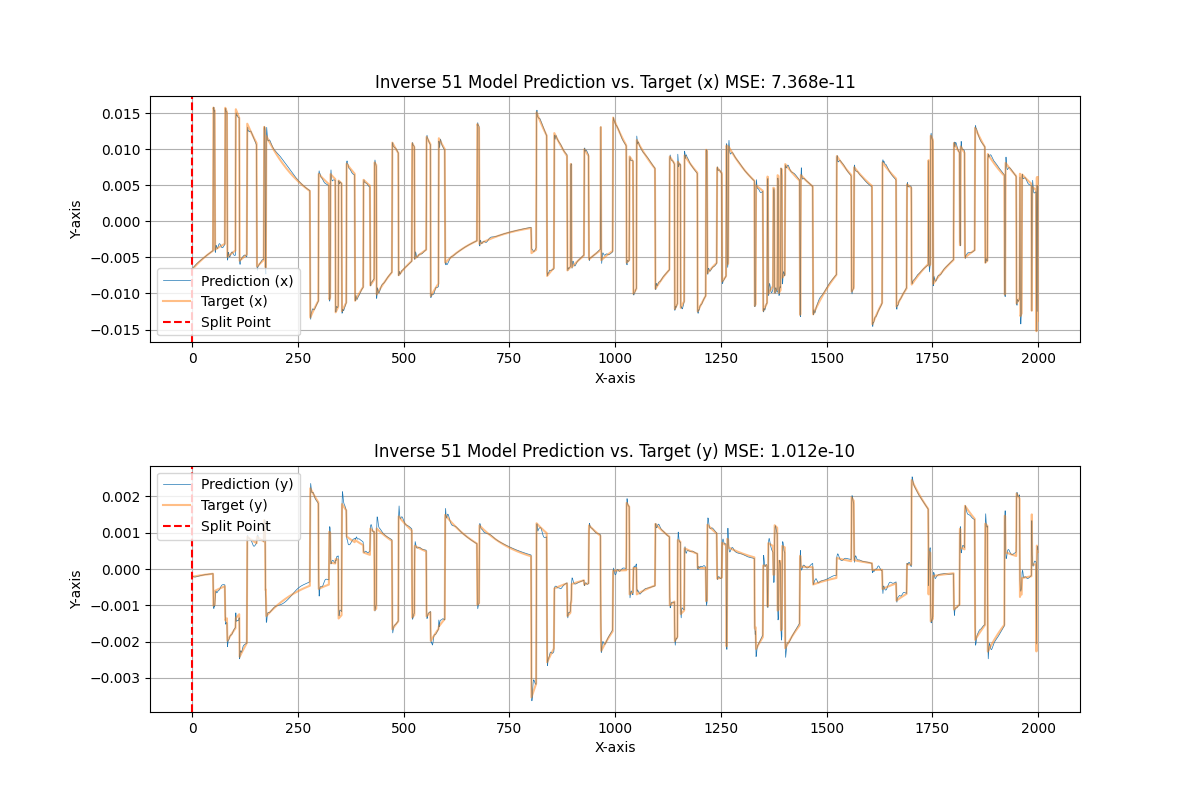 Inverse 51 Model Prediction vs. Target (x) MSE: 7.368e-11
Y-axis
0.015
0.010
0.005
0.000
−0.005
−0.010
−0.015
Prediction (x)
Target (x)
Split Point
0 250 500 750 1000 1250 1500 1750 2000
X-axis
Inverse 51 Model Prediction vs. Target (y) MSE: 1.012e-10
Y-axis
0.002
0.001
0.000
−0.001
−0.002
−0.003
Prediction (y)
Target (y)
Split Point
0 250 500 750 1000 1250 1500 1750 2000
X-axis